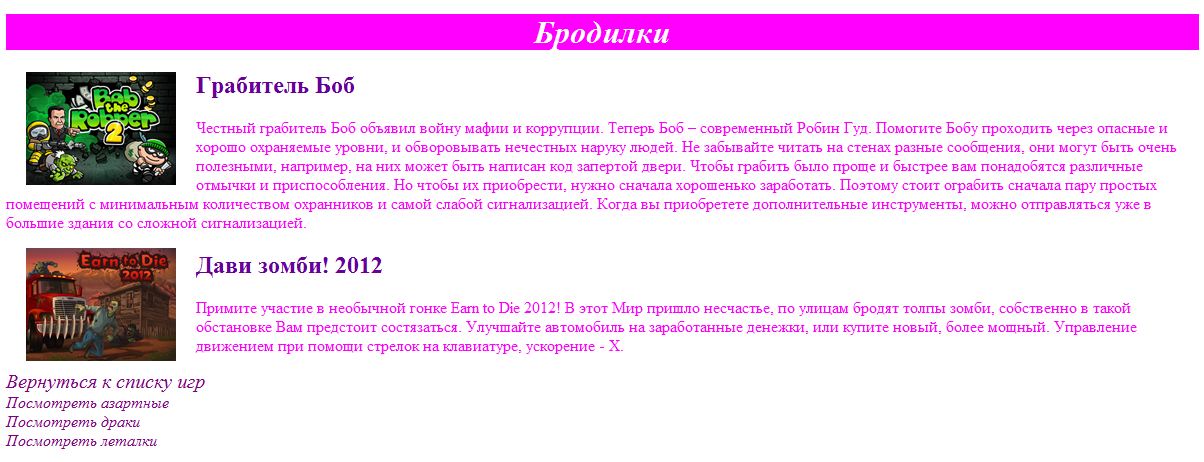 Бродилки
Bob
the
Robber
2
Грабитель Боб
Честный грабитель Боб объявил войну мафии и коррупции. Теперь Боб – современный Робин Гуд. Помогите Бобу проходить через опасные и
хорошо охраняемые уровни, и обворовывать нечестных наруку людей. Не забывайте читать на стенах разные сообщения, они могут быть очень
полезными, например, на них может быть написан код запертой двери. Чтобы грабить было проще и быстрее вам понадобятся различные
отмычки и приспособления. Но чтобы их приобрести, нужно сначала хорошенько заработать. Поэтому стоит ограбить сначала пару простых
помещений с минимальным количеством охранников и самой слабой сигнализацией. Когда вы приобретете дополнительные инструменты, можно отправляться уже в
большие здания со сложной сигнализацией.
Earn to Die
2012
Дави зомби! 2012
Примите участие в необычной гонке Earn to Die 2012! В этот Мир пришло несчастье, по улицам бродят толпы зомби, собственно в такой
обстановке Вам предстоит состязаться. Улучшайте автомобиль на заработанные денежки, или купите новый, более мощный. Управление
движением при помощи стрелок на клавиатуре, ускорение - X.
Вернуться к списку игр
Посмотреть азартные
Посмотреть драки
Посмотреть леталки